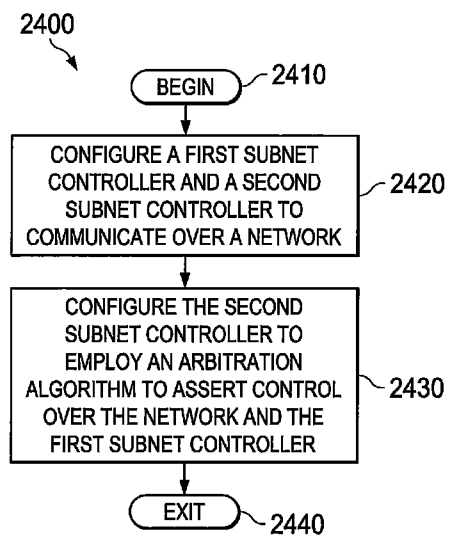 2400
BEGIN
2410
CONFIGURE A FIRST SUBNET
CONTROLLER AND A SECOND
SUBNET CONTROLLER TO
COMMUNICATE OVER A NETWORK
2420
CONFIGURE THE SECOND
SUBNET CONTROLLER TO
EMPLOY AN ARBITRATION
ALGORITHM TO ASSERT CONTROL
OVER THE NETWORK AND THE
FIRST SUBNET CONTROLLER
2430
EXIT
2440